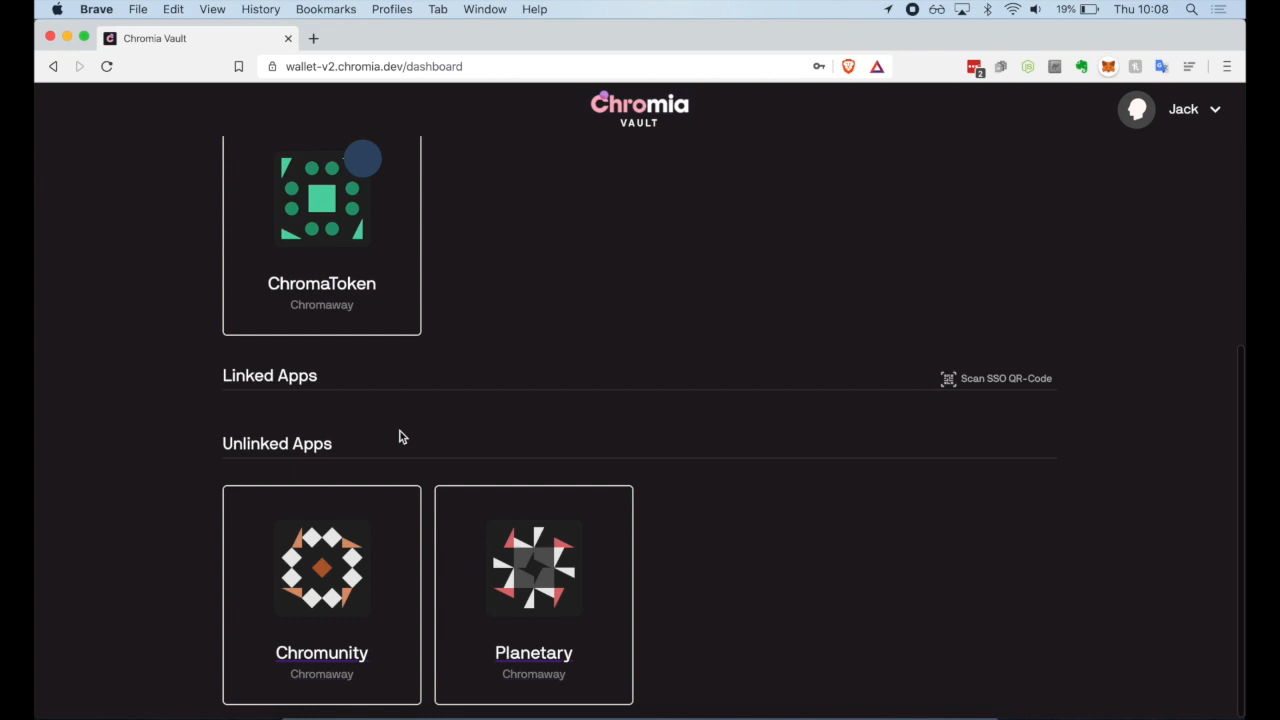 Brave File Edit View History Bookmarks Profiles Tab Window Help 19% Thu 10:08
Chromia Vault
wallet-v2.chromia.dev/dashboard
2
Chromia
VAULT
Jack
ChromaToken
Chromaway
Linked Apps
Scan SSO QR-Code
Unlinked Apps
Chromunity
Chromaway
Planetary
Chromaway